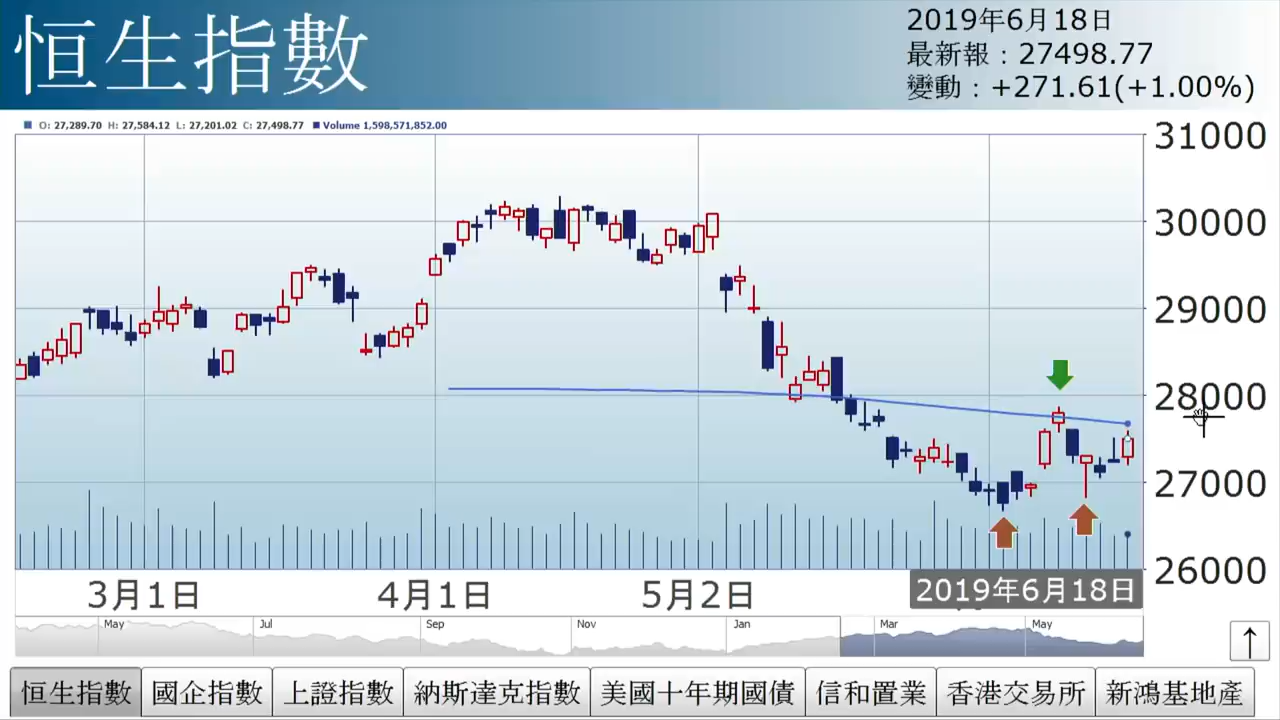 恒生指數
2019年6月18日
最新報：27498.77
變動：+271.61(+1.00%)
O: 27,289.70 H: 27,584.12 L: 27,201.02 C: 27,498.77 Volume 1,598,571,852.00
31000
30000
29000
28000
27000
26000
3月1日 4月1日 5月2日 2019年6月18日
May Jul Sep Nov Jan Mar May
↑
恒生指數 國企指數 上證指數 納斯達克指數 美國十年期國債 信和置業 香港交易所 新鴻基地產